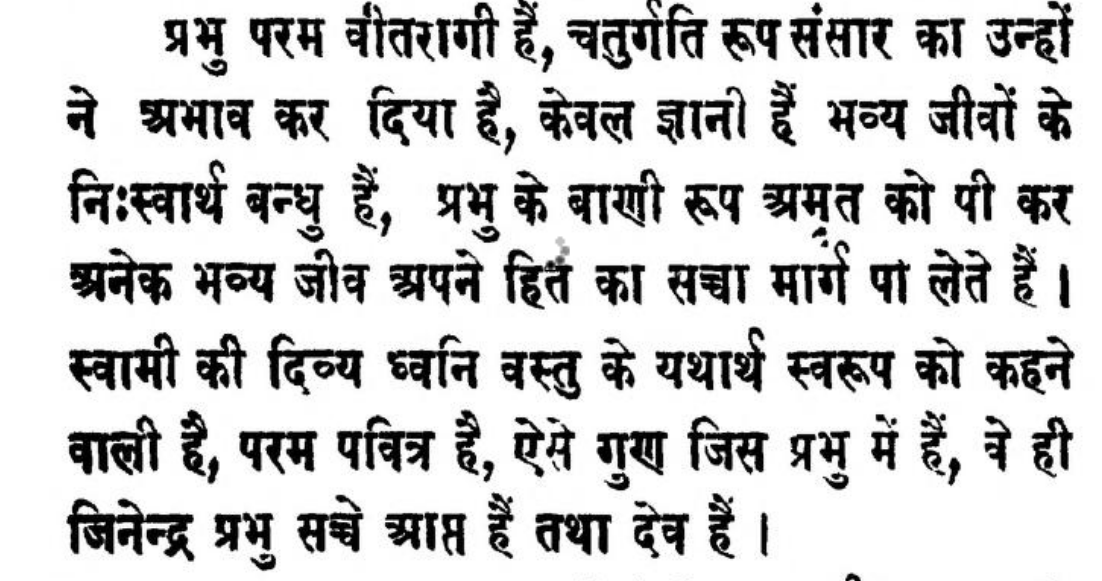 प्रभु परम वीतरागी हैं, चतुर्गति रूप संसार का उन्हों
ने अभाव कर दिया है, केवल ज्ञानी हैं भव्य जीवों के
निःस्वार्थ बन्धु हैं, प्रभु के वाणी रूप अमृत को पी कर
अनेक भव्य जीव अपने हित का सच्चा मार्ग पा लेते हैं ।
स्वामी की दिव्य ध्वनि वस्तु के यथार्थ स्वरूप को कहने
वाली है, परम पवित्र है, ऐसे गुण जिस प्रभु में हैं, वे ही
जिनेन्द्र प्रभु सच्चे आप्त हैं तथा देव हैं ।